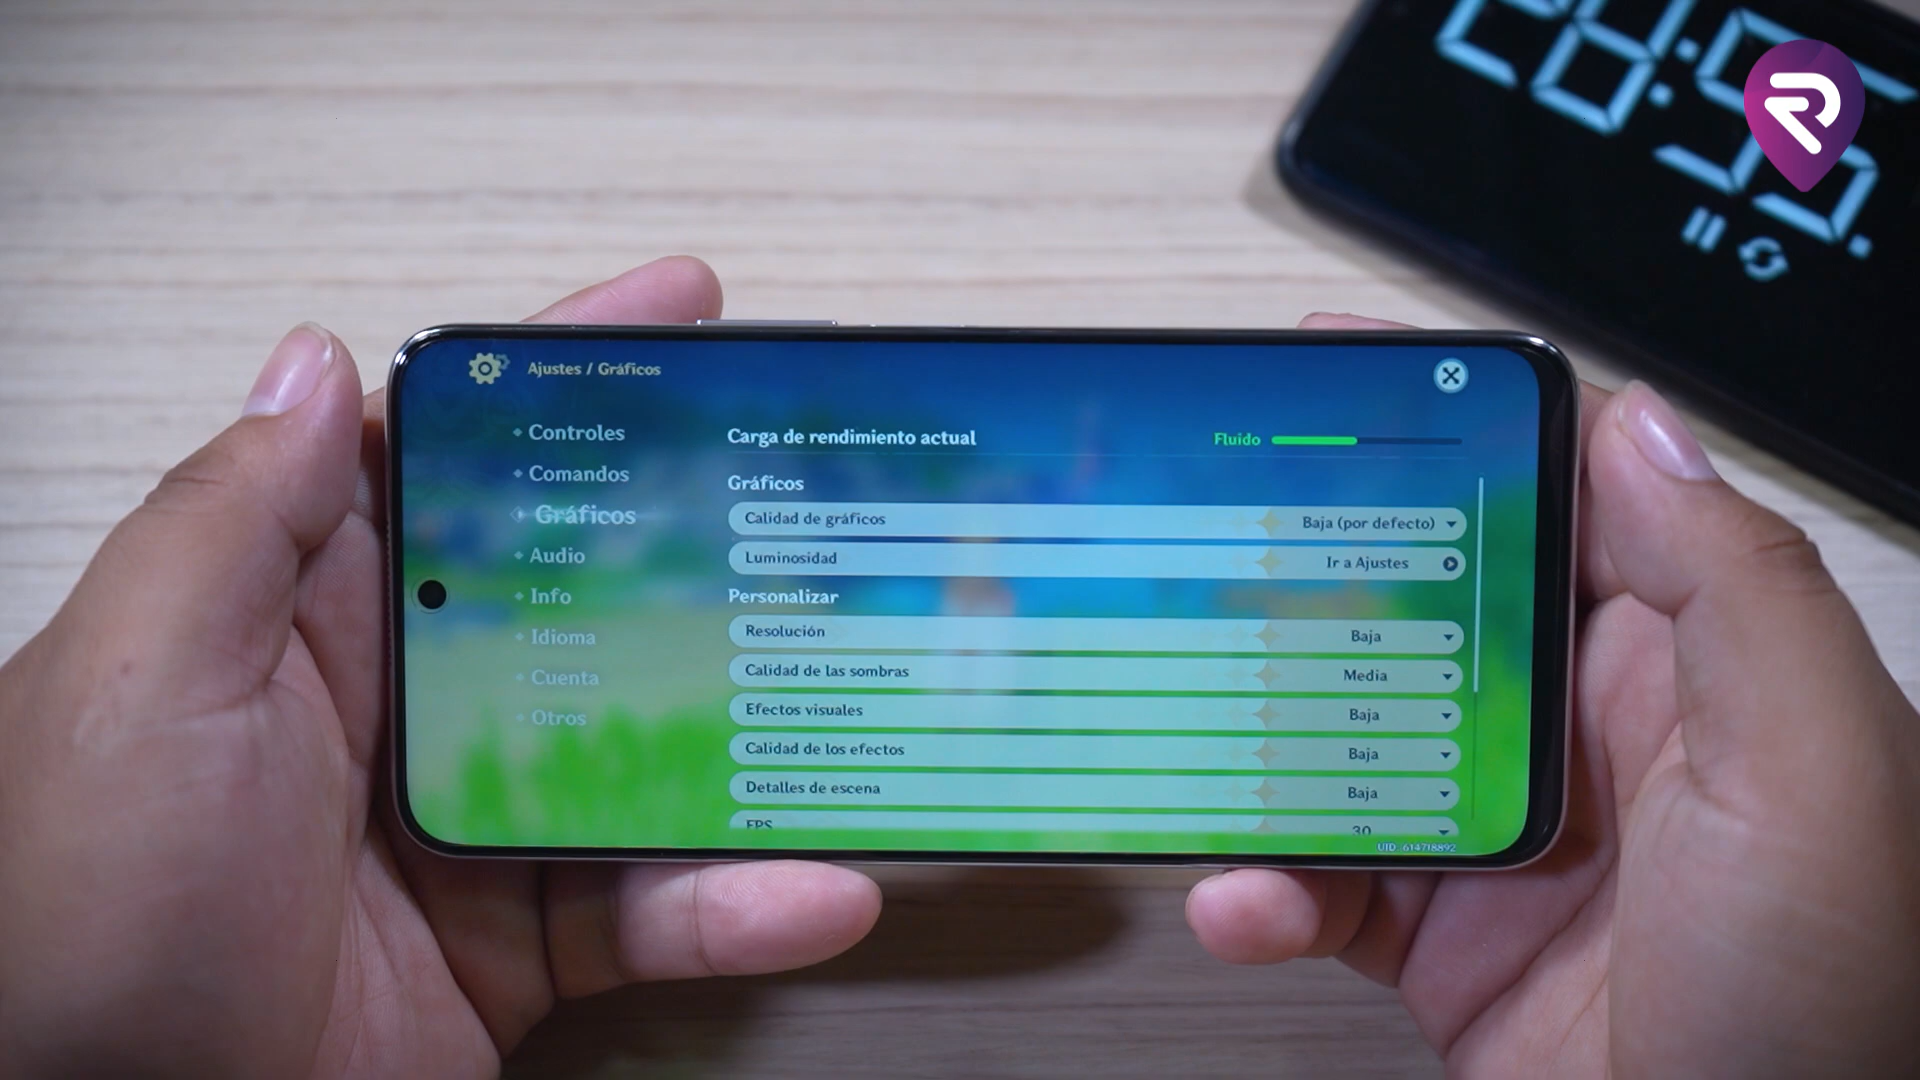 Ajustes / Gráficos
Controles
Comandos
Gráficos
Audio
Info
Idioma
Cuenta
Otros
Carga de rendimiento actual Fluido
Gráficos
Calidad de gráficos Baja (por defecto)
Luminosidad Ir a Ajustes
Personalizar
Resolución Baja
Calidad de las sombras Media
Efectos visuales Baja
Calidad de los efectos Baja
Detalles de escena Baja
FPS 30
UID: 614718892